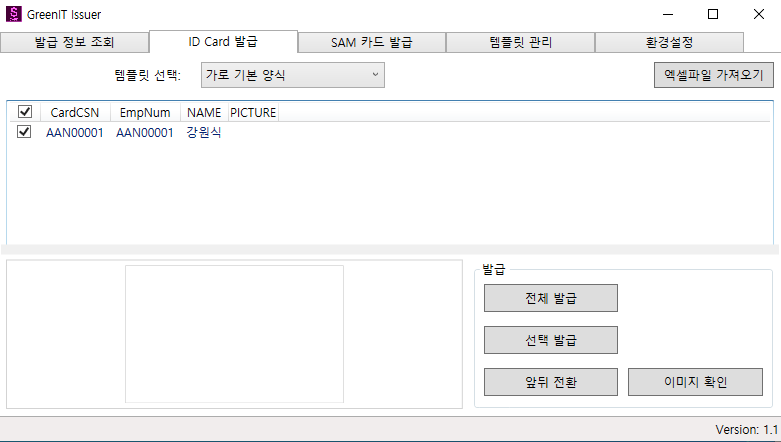 GreenIT Issuer
발급 정보 조회 ID Card 발급 SAM 카드 발급 템플릿 관리 환경설정
템플릿 선택: 가로 기본 양식 엑셀파일 가져오기
CardCSN EmpNum NAME PICTURE
AAN00001 AAN00001 강원식
발급
전체 발급
선택 발급
앞뒤 전환 이미지 확인
Version: 1.1